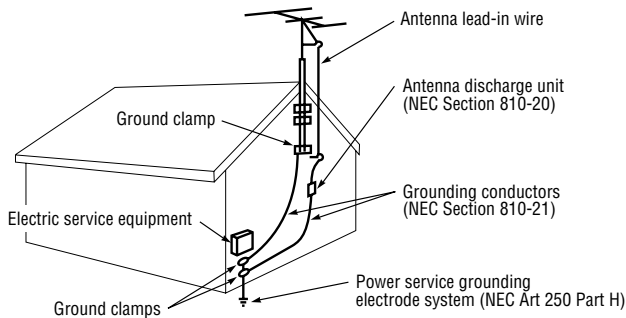 Antenna lead-in wire
Antenna discharge unit
(NEC Section 810-20)
Ground clamp
Grounding conductors
(NEC Section 810-21)
Electric service equipment
Power service grounding
electrode system (NEC Art 250 Part H)
Ground clamps